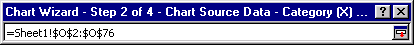 Chart Wizard - Step 2 of 4 - Chart Source Data - Category (X) ...
=Sheet1!$O$2:$O$76